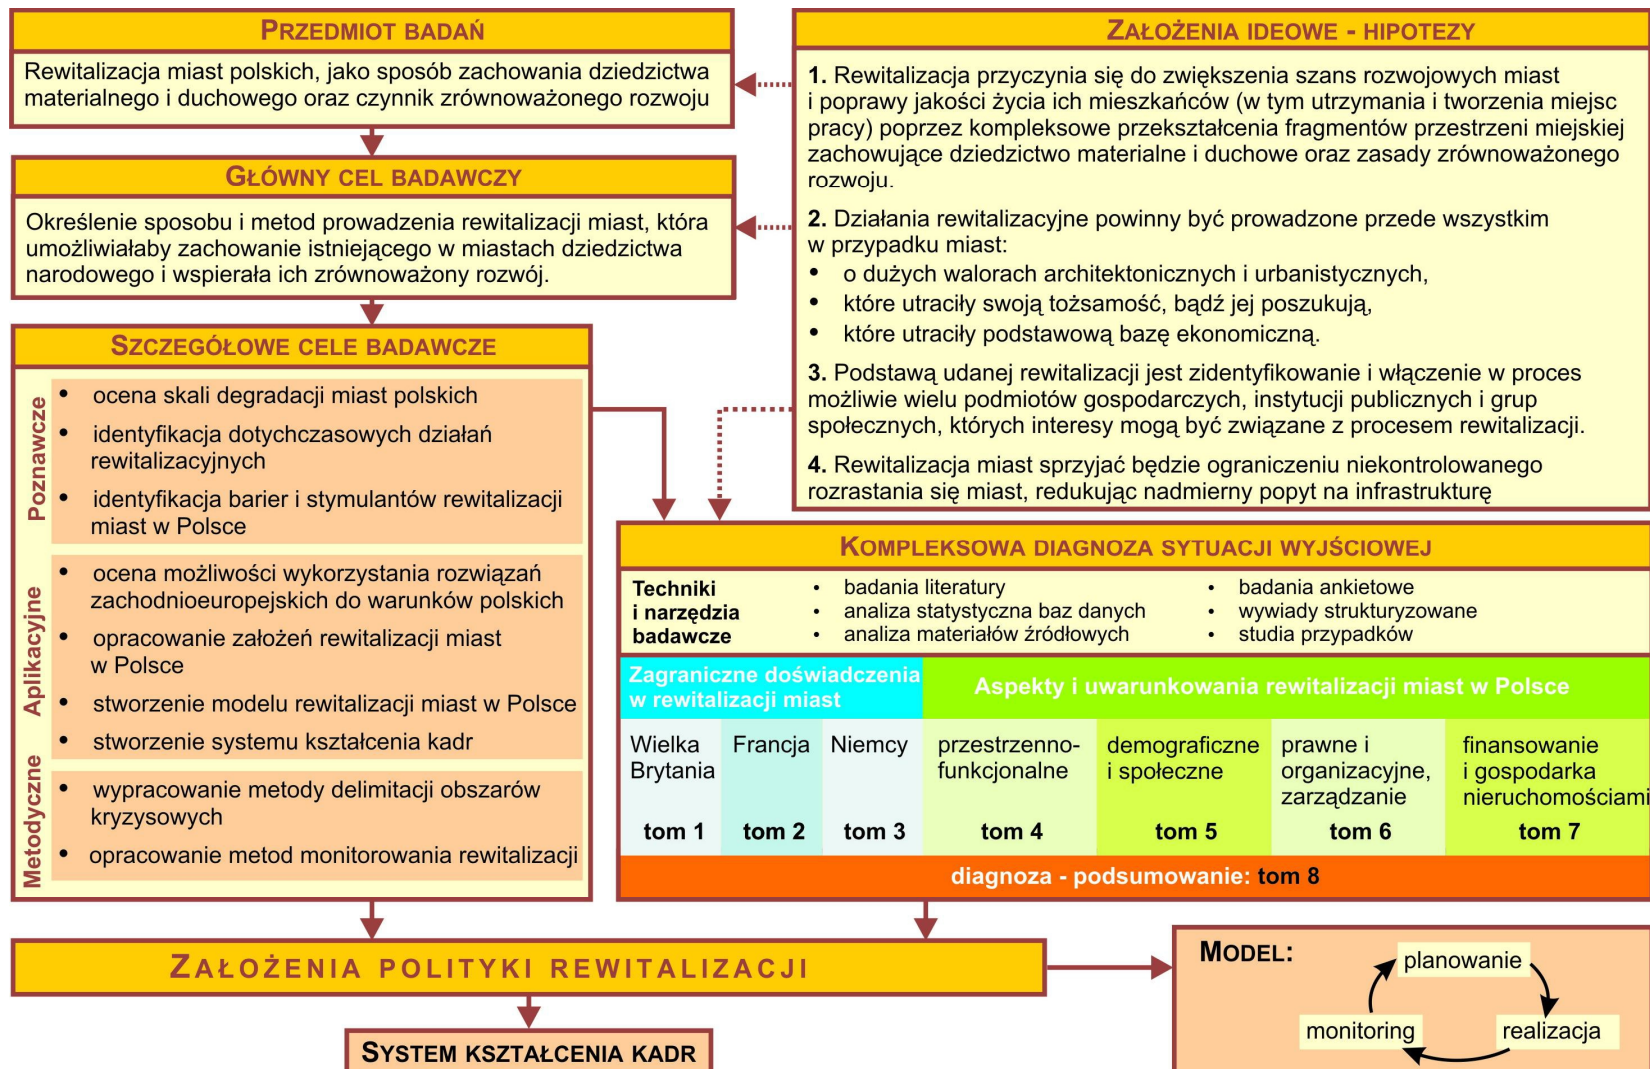 PRZEDMIOT BADAŃ
Rewitalizacja miast polskich, jako sposób zachowania dziedzictwa
materialnego i duchowego oraz czynnik zrównoważonego rozwoju
GŁÓWNY CEL BADAWCZY
Określenie sposobu i metod prowadzenia rewitalizacji miast, która
umożliwiałaby zachowanie istniejącego w miastach dziedzictwa
narodowego i wspierała ich zrównoważony rozwój.
SZCZEGÓŁOWE CELE BADAWCZE
Poznawcze
• ocena skali degradacji miast polskich
• identyfikacja dotychczasowych działań
rewitalizacyjnych
• identyfikacja barier i stymulantów rewitalizacji
miast w Polsce
Aplikacyjne
• ocena możliwości wykorzystania rozwiązań
zachodnioeuropejskich do warunków polskich
• opracowanie założeń rewitalizacji miast
w Polsce
• stworzenie modelu rewitalizacji miast w Polsce
• stworzenie systemu kształcenia kadr
Metodyczne
• wypracowanie metody delimitacji obszarów
kryzysowych
• opracowanie metod monitorowania rewitalizacji
ZAŁOŻENIA IDEOWE - HIPOTEZY
1. Rewitalizacja przyczynia się do zwiększenia szans rozwojowych miast
i poprawy jakości życia ich mieszkańców (w tym utrzymania i tworzenia miejsc
pracy) poprzez kompleksowe przekształcenia fragmentów przestrzeni miejskiej
zachowujące dziedzictwo materialne i duchowe oraz zasady zrównoważonego
rozwoju.
2. Działania rewitalizacyjne powinny być prowadzone przede wszystkim
w przypadku miast:
• o dużych walorach architektonicznych i urbanistycznych,
• które utraciły swoją tożsamość, bądź jej poszukują,
• które utraciły podstawową bazę ekonomiczną.
3. Podstawą udanej rewitalizacji jest zidentyfikowanie i włączenie w proces
możliwie wielu podmiotów gospodarczych, instytucji publicznych i grup
społecznych, których interesy mogą być związane z procesem rewitalizacji.
4. Rewitalizacja miast sprzyjać będzie ograniczeniu niekontrolowanego
rozrastania się miast, redukując nadmierny popyt na infrastrukturę
KOMPLEKSOWA DIAGNOZA SYTUACJI WYJŚCIOWEJ
Techniki
i narzędzia
badawcze
• badania literatury
• analiza statystyczna baz danych
• analiza materiałów źródłowych
• badania ankietowe
• wywiady strukturyzowane
• studia przypadków
Zagraniczne doświadczenia
w rewitalizacji miast
Aspekty i uwarunkowania rewitalizacji miast w Polsce
Wielka
Brytania
tom 1
Francja
tom 2
Niemcy
tom 3
przestrzenno-
funkcjonalne
tom 4
demograficzne
i społeczne
tom 5
prawne i
organizacyjne,
zarządzanie
tom 6
finansowanie
i gospodarka
nieruchomościami
tom 7
diagnoza - podsumowanie: tom 8
ZAŁOŻENIA POLITYKI REWITALIZACJI
SYSTEM KSZTAŁCENIA KADR
MODEL:
planowanie
realizacja
monitoring